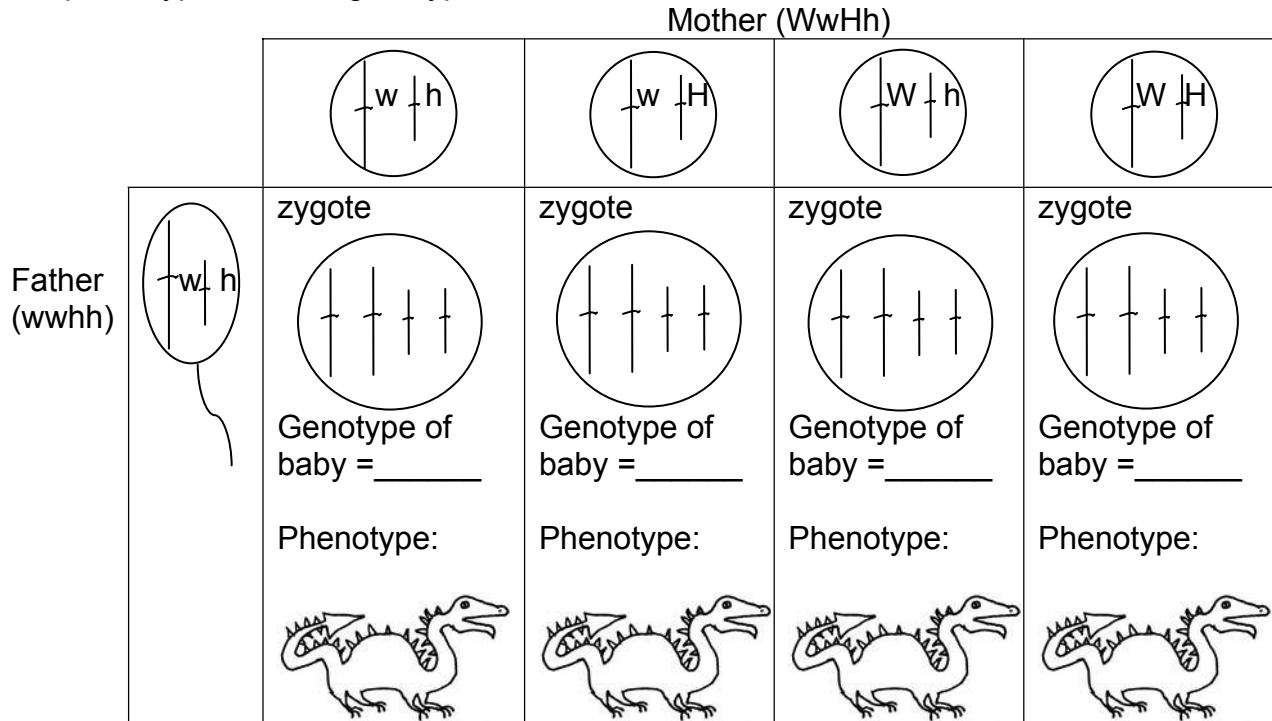 Mother (WwHh)
w h
w H
W h
W H
Father
(wwhh)
w h
zygote
zygote
zygote
zygote
Genotype of
baby =______
Genotype of
baby =______
Genotype of
baby =______
Genotype of
baby =______
Phenotype:
Phenotype:
Phenotype:
Phenotype: